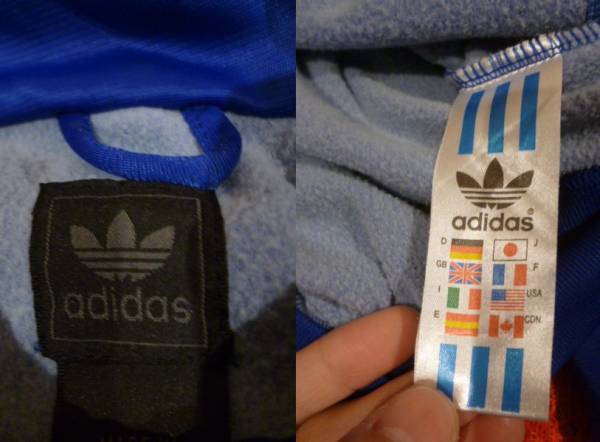 adidas
adidas®
D J
GB F
I USA
E CDN